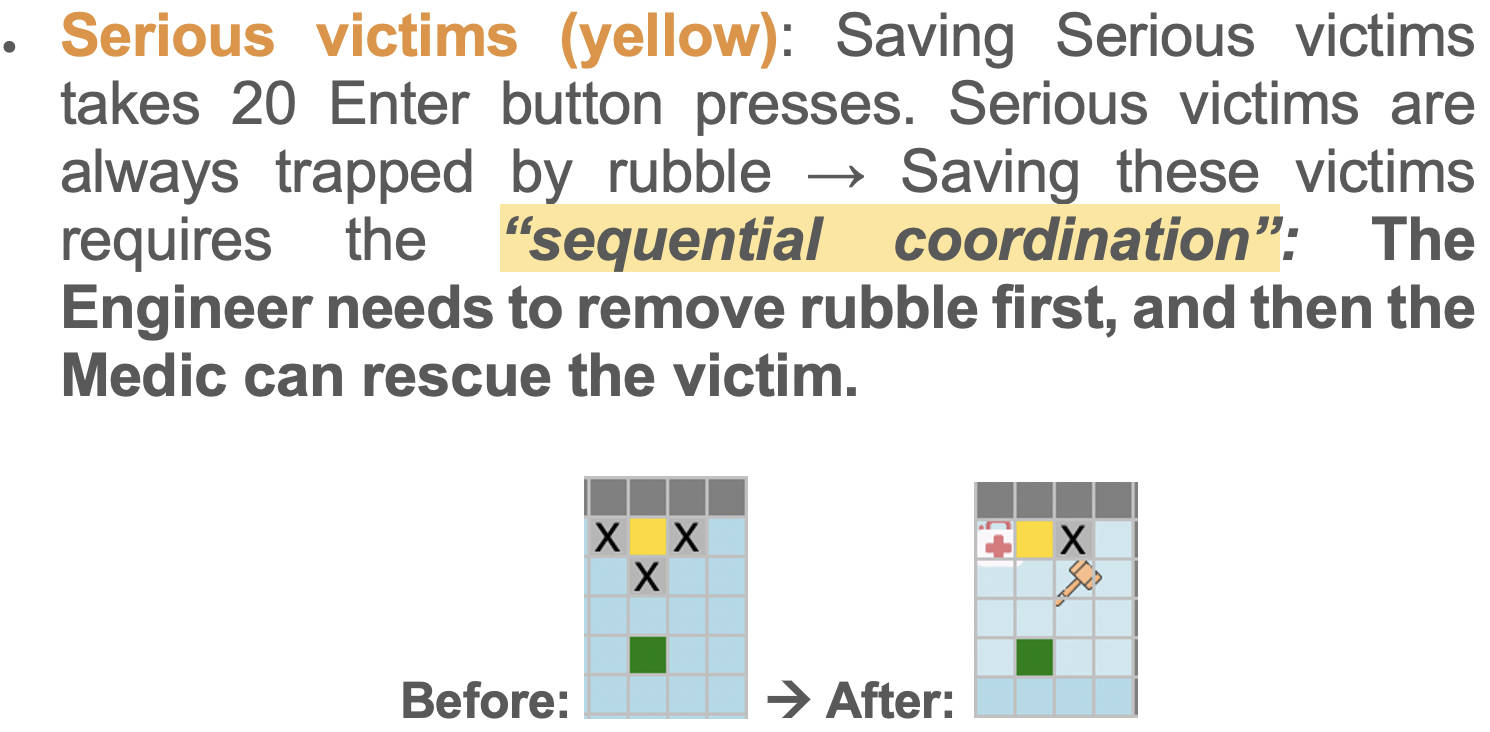 • Serious victims (yellow): Saving Serious victims
takes 20 Enter button presses. Serious victims are
always trapped by rubble → Saving these victims
requires the “sequential coordination”: The
Engineer needs to remove rubble first, and then the
Medic can rescue the victim.
X X X
X
Before: → After: